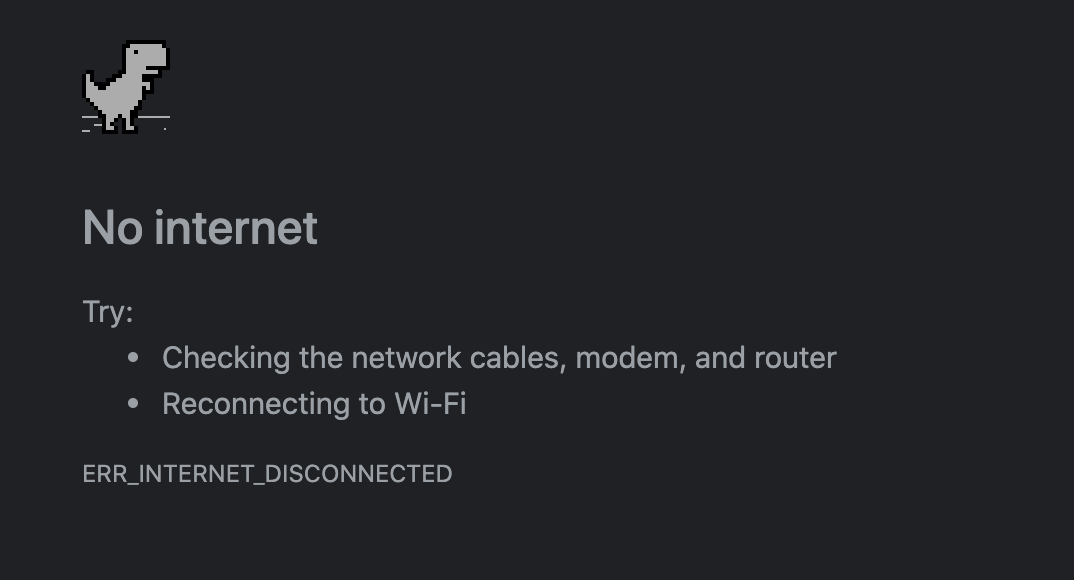 No internet
Try:
• Checking the network cables, modem, and router
• Reconnecting to Wi-Fi
ERR_INTERNET_DISCONNECTED